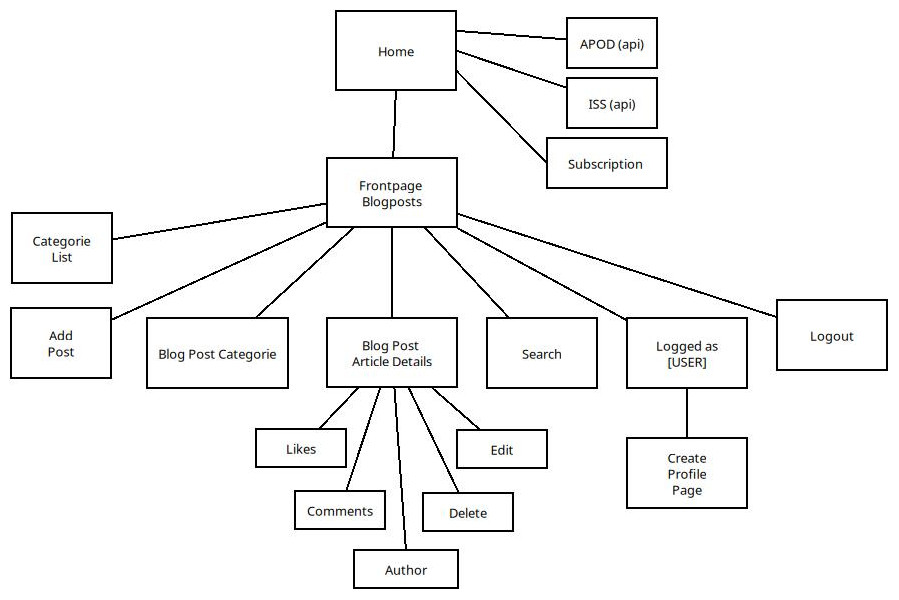 Home
APOD (api)
ISS (api)
Subscription
Frontpage
Blogposts
Categorie
List
Add
Post
Blog Post Categorie
Blog Post
Article Details
Search
Logged as
[USER]
Logout
Likes
Edit
Comments
Delete
Author
Create
Profile
Page